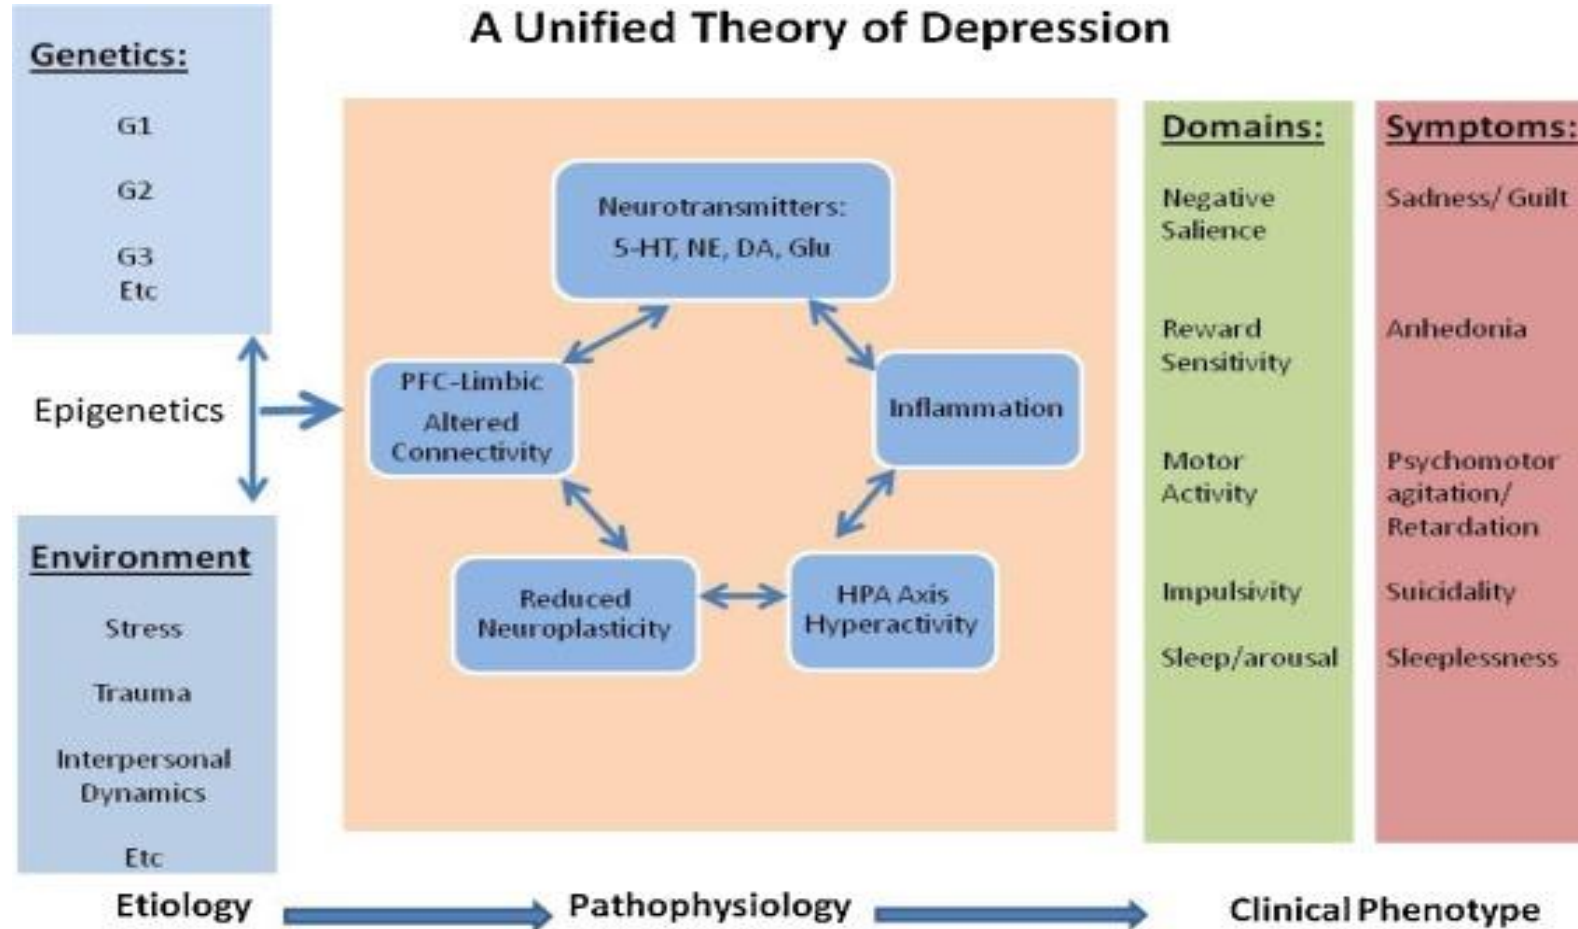 A Unified Theory of Depression
Genetics:
G1
G2
G3
Etc
Epigenetics
Environment
Stress
Trauma
Interpersonal
Dynamics
Etc
Neurotransmitters:
5-HT, NE, DA, Glu
PFC-Limbic
Altered
Connectivity
Inflammation
Reduced
Neuroplasticity
HPA Axis
Hyperactivity
Domains:
Negative
Salience
Reward
Sensitivity
Motor
Activity
Impulsivity
Sleep/arousal
Symptoms:
Sadness/ Guilt
Anhedonia
Psychomotor
agitation/
Retardation
Suicidality
Sleeplessness
Etiology
Pathophysiology
Clinical Phenotype